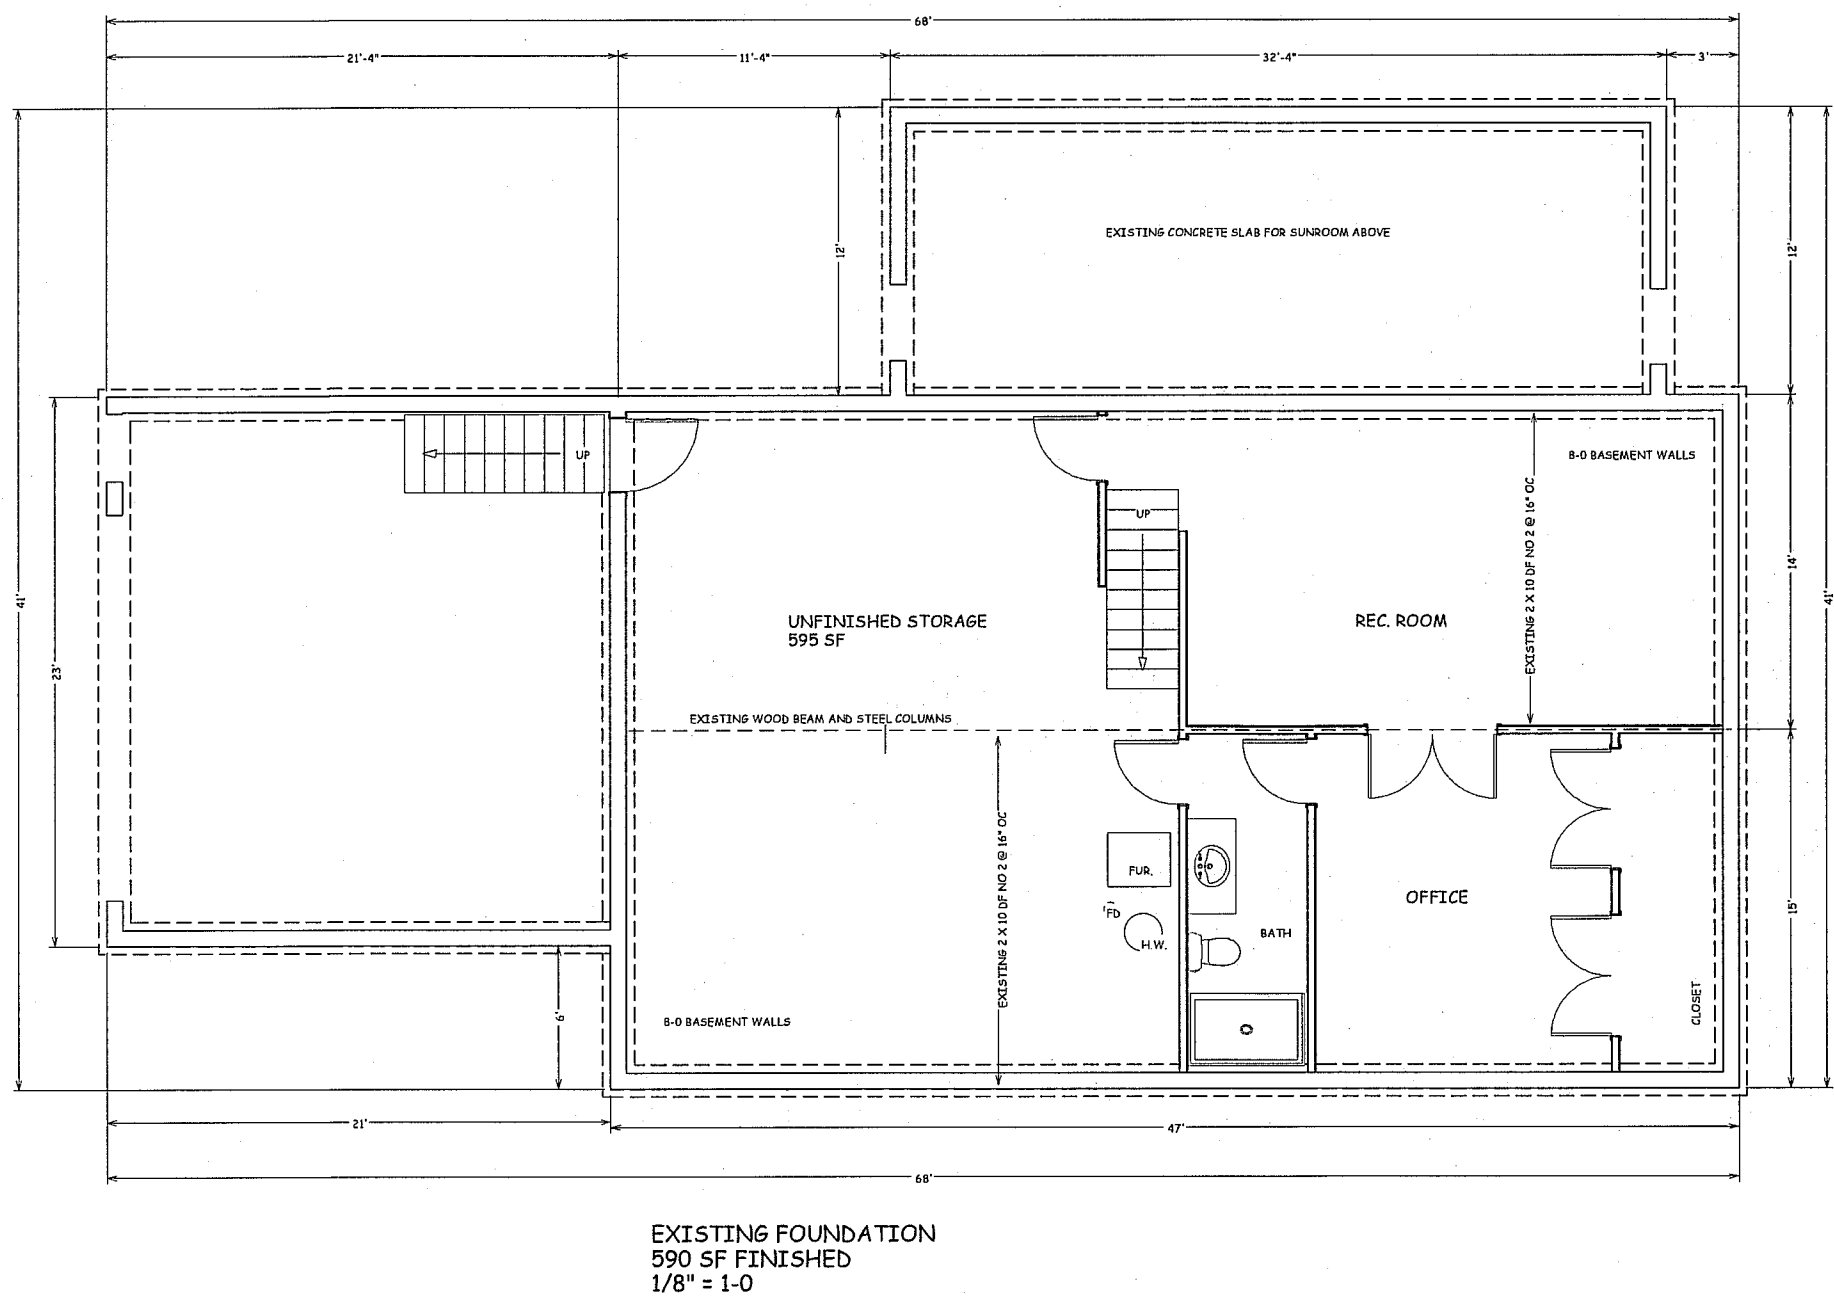 68'
21'-4"
11'-4"
32'-4"
3'
12'
12'
EXISTING CONCRETE SLAB FOR SUNROOM ABOVE
UP
8-0 BASEMENT WALLS
UP
EXISTING 2 X 10 DF NO 2 @ 16" OC
14'
41'
41'
UNFINISHED STORAGE
595 SF
REC. ROOM
23'
EXISTING WOOD BEAM AND STEEL COLUMNS
EXISTING 2 X 10 DF NO 2 @ 16" OC
FUR.
FD
H.W.
BATH
OFFICE
15'
CLOSET
6'
8-0 BASEMENT WALLS
21'
47'
68'
EXISTING FOUNDATION
590 SF FINISHED
1/8" = 1-0